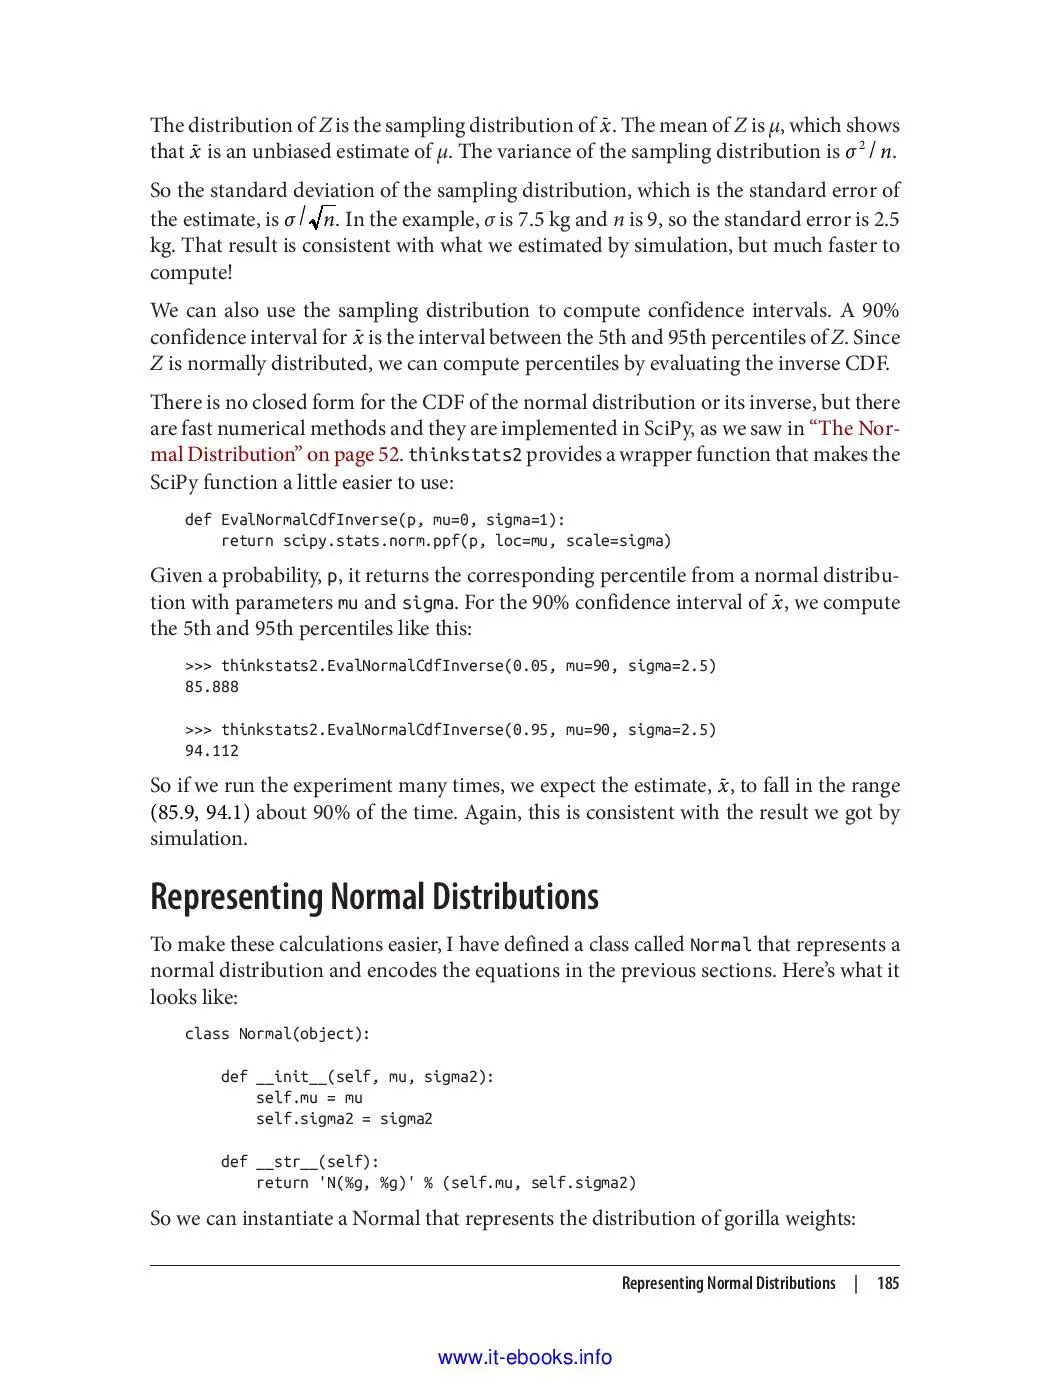 The distribution of Z is the sampling distribution of x̄. The mean of Z is μ, which shows
that x̄ is an unbiased estimate of μ. The variance of the sampling distribution is σ² / n.
So the standard deviation of the sampling distribution, which is the standard error of
the estimate, is σ / √n. In the example, σ is 7.5 kg and n is 9, so the standard error is 2.5
kg. That result is consistent with what we estimated by simulation, but much faster to
compute!
We can also use the sampling distribution to compute confidence intervals. A 90%
confidence interval for x̄ is the interval between the 5th and 95th percentiles of Z. Since
Z is normally distributed, we can compute percentiles by evaluating the inverse CDF.
There is no closed form for the CDF of the normal distribution or its inverse, but there
are fast numerical methods and they are implemented in SciPy, as we saw in “The Nor-
mal Distribution” on page 52. thinkstats2 provides a wrapper function that makes the
SciPy function a little easier to use:
def EvalNormalCdfInverse(p, mu=0, sigma=1):
    return scipy.stats.norm.ppf(p, loc=mu, scale=sigma)
Given a probability, p, it returns the corresponding percentile from a normal distribu-
tion with parameters mu and sigma. For the 90% confidence interval of x̄, we compute
the 5th and 95th percentiles like this:
>>> thinkstats2.EvalNormalCdfInverse(0.05, mu=90, sigma=2.5)
85.888
>>> thinkstats2.EvalNormalCdfInverse(0.95, mu=90, sigma=2.5)
94.112
So if we run the experiment many times, we expect the estimate, x̄, to fall in the range
(85.9, 94.1) about 90% of the time. Again, this is consistent with the result we got by
simulation.
Representing Normal Distributions
To make these calculations easier, I have defined a class called Normal that represents a
normal distribution and encodes the equations in the previous sections. Here’s what it
looks like:
class Normal(object):
    def __init__(self, mu, sigma2):
        self.mu = mu
        self.sigma2 = sigma2
    def __str__(self):
        return 'N(%g, %g)' % (self.mu, self.sigma2)
So we can instantiate a Normal that represents the distribution of gorilla weights:
Representing Normal Distributions | 185
www.it-ebooks.info